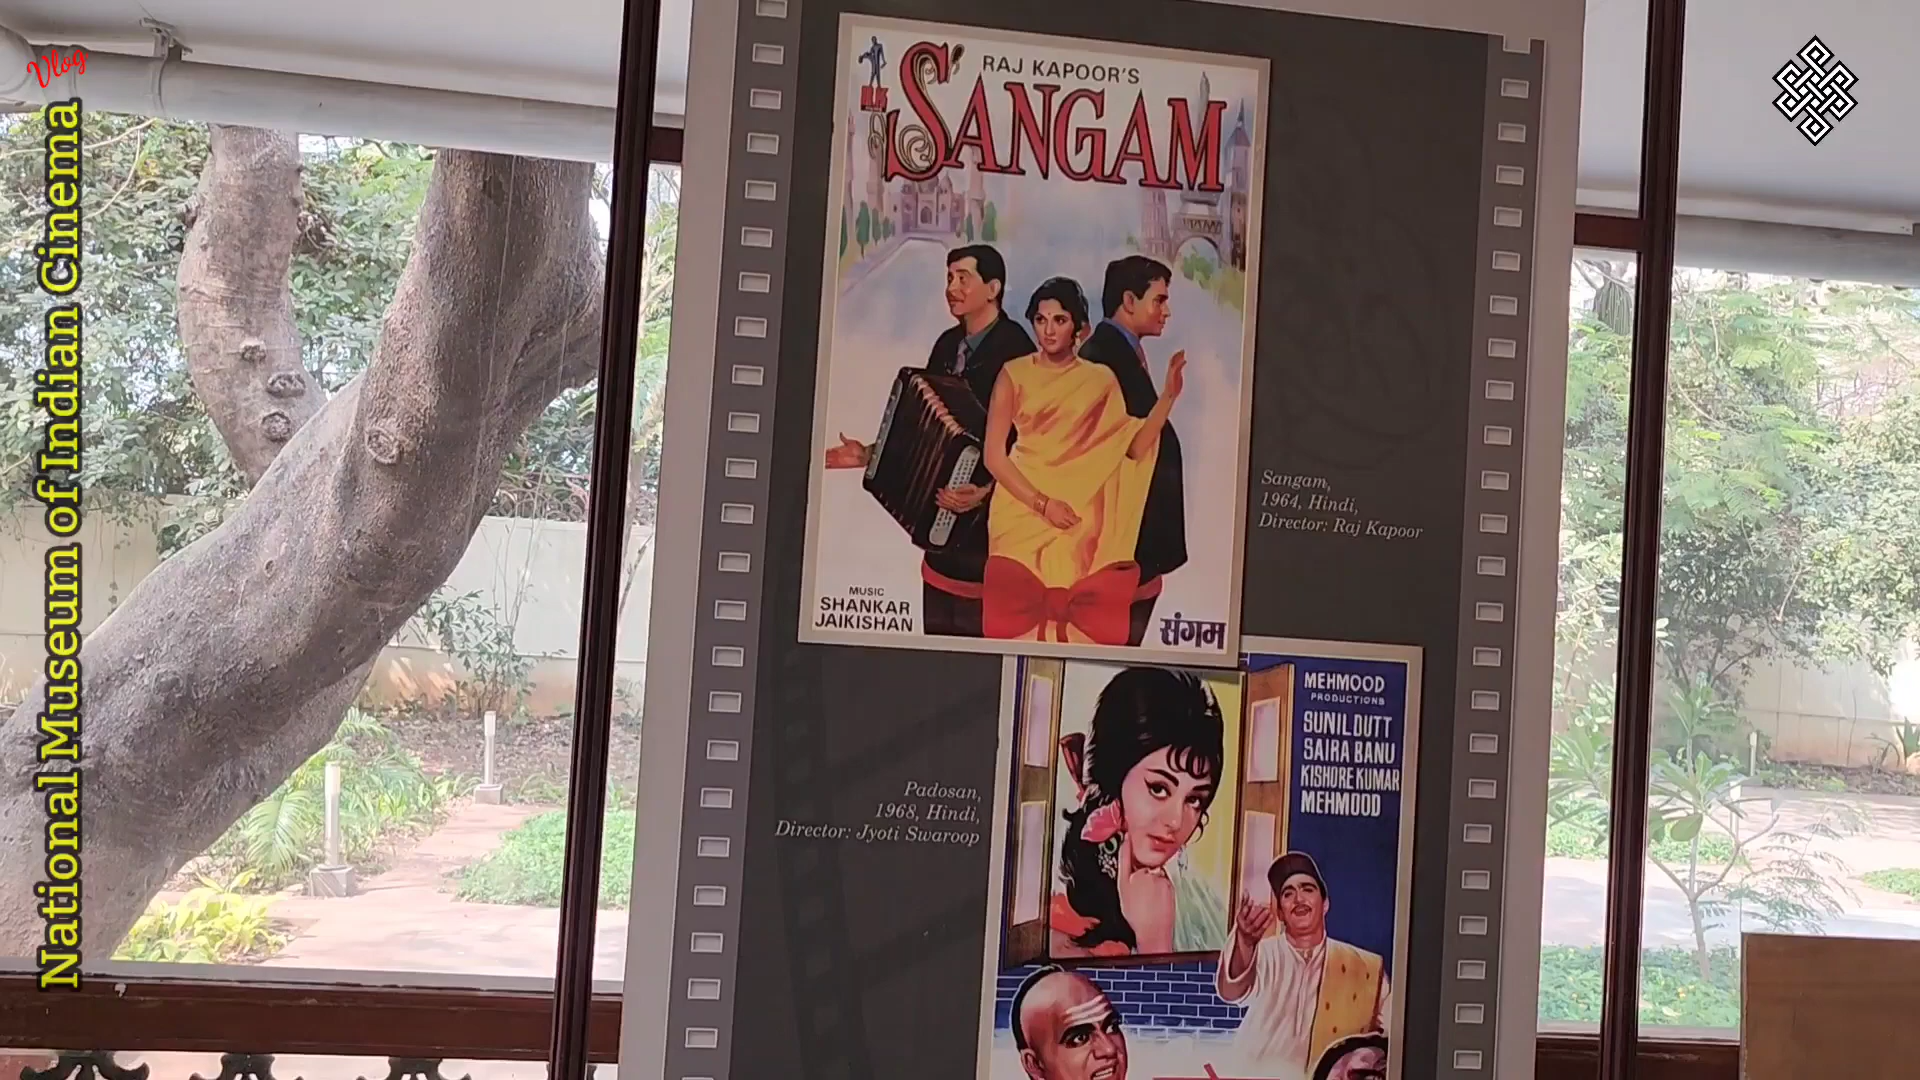 Vlog
National Museum of Indian Cinema
RAJ KAPOOR'S
SANGAM
R.K
MUSIC
SHANKAR
JAIKISHAN
संगम
Sangam,
1964, Hindi,
Director: Raj Kapoor
MEHMOOD
PRODUCTIONS
SUNIL DUTT
SAIRA BANU
KISHORE KUMAR
MEHMOOD
Padosan,
1968, Hindi,
Director: Jyoti Swaroop